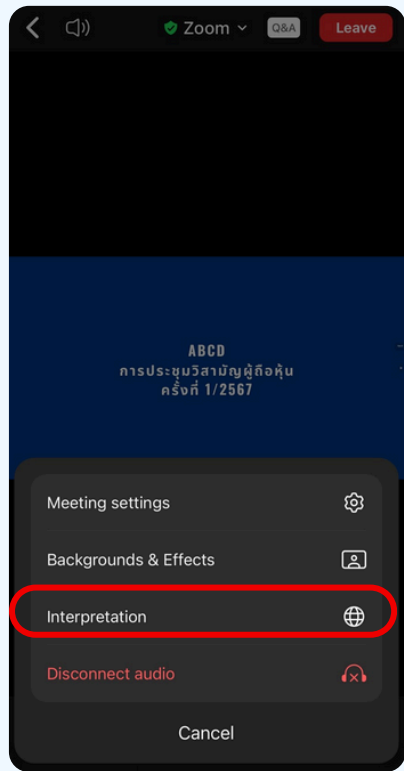 Zoom
Q&A
Leave
ABCD
การประชุมวิสามัญผู้ถือหุ้น
ครั้งที่ 1/2567
Meeting settings
Backgrounds & Effects
Interpretation
Disconnect audio
Cancel